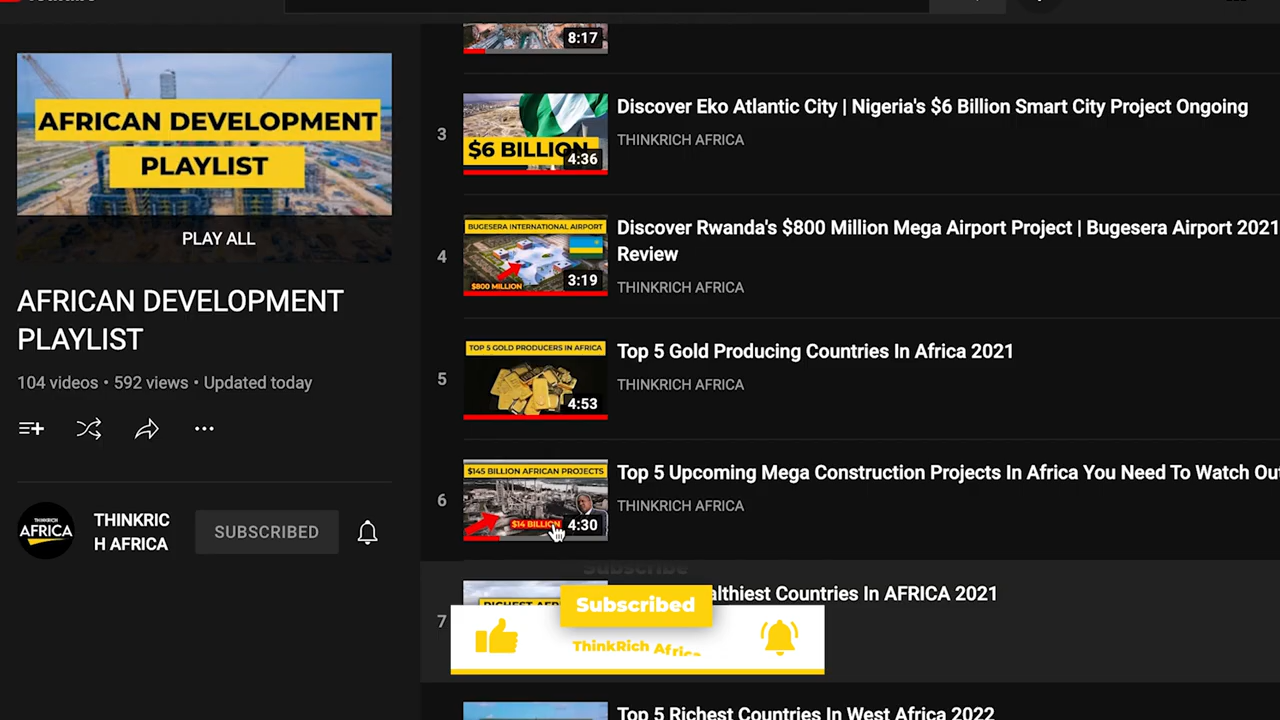 8:17
AFRICAN DEVELOPMENT
PLAYLIST
PLAY ALL
AFRICAN DEVELOPMENT
PLAYLIST
104 videos • 592 views • Updated today
THINKRICH
AFRICA
THINKRIC
H AFRICA
SUBSCRIBED
3
$6 BILLION
4:36
Discover Eko Atlantic City | Nigeria's $6 Billion Smart City Project Ongoing
THINKRICH AFRICA
4
BUGESERA INTERNATIONAL AIRPORT
$800 MILLION
3:19
Discover Rwanda's $800 Million Mega Airport Project | Bugesera Airport 2021
Review
THINKRICH AFRICA
5
TOP 5 GOLD PRODUCERS IN AFRICA
4:53
Top 5 Gold Producing Countries In Africa 2021
THINKRICH AFRICA
6
$145 BILLION AFRICAN PROJECTS
$14 BILLION
4:30
Top 5 Upcoming Mega Construction Projects In Africa You Need To Watch Out
THINKRICH AFRICA
7
Subscribe
althiest Countries In AFRICA 2021
Subscribed
ThinkRich Africa
Top 5 Richest Countries In West Africa 2022